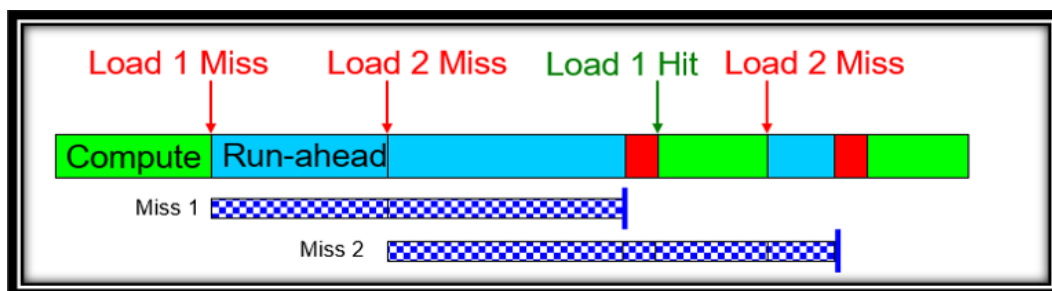 Load 1 Miss Load 2 Miss Load 1 Hit Load 2 Miss
Compute Run-ahead
Miss 1
Miss 2